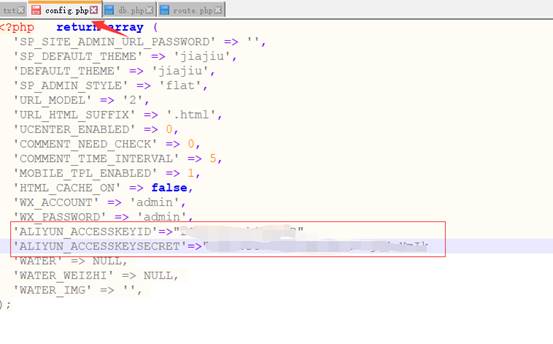 txt config.php db.php route.php
<?php return array (
'SP_SITE_ADMIN_URL_PASSWORD' => '',
'SP_DEFAULT_THEME' => 'jiajiu',
'DEFAULT_THEME' => 'jiajiu',
'SP_ADMIN_STYLE' => 'flat',
'URL_MODEL' => '2',
'URL_HTML_SUFFIX' => '.html',
'UCENTER_ENABLED' => 0,
'COMMENT_NEED_CHECK' => 0,
'COMMENT_TIME_INTERVAL' => 5,
'MOBILE_TPL_ENABLED' => 1,
'HTML_CACHE_ON' => false,
'WX_ACCOUNT' => 'admin',
'WX_PASSWORD' => 'admin',
'ALIYUN_ACCESSKEYID'=>"
'ALIYUN_ACCESSKEYSECRET'=>"
'WATER' => NULL,
'WATER_WEIZHI' => NULL,
'WATER_IMG' => '',
);